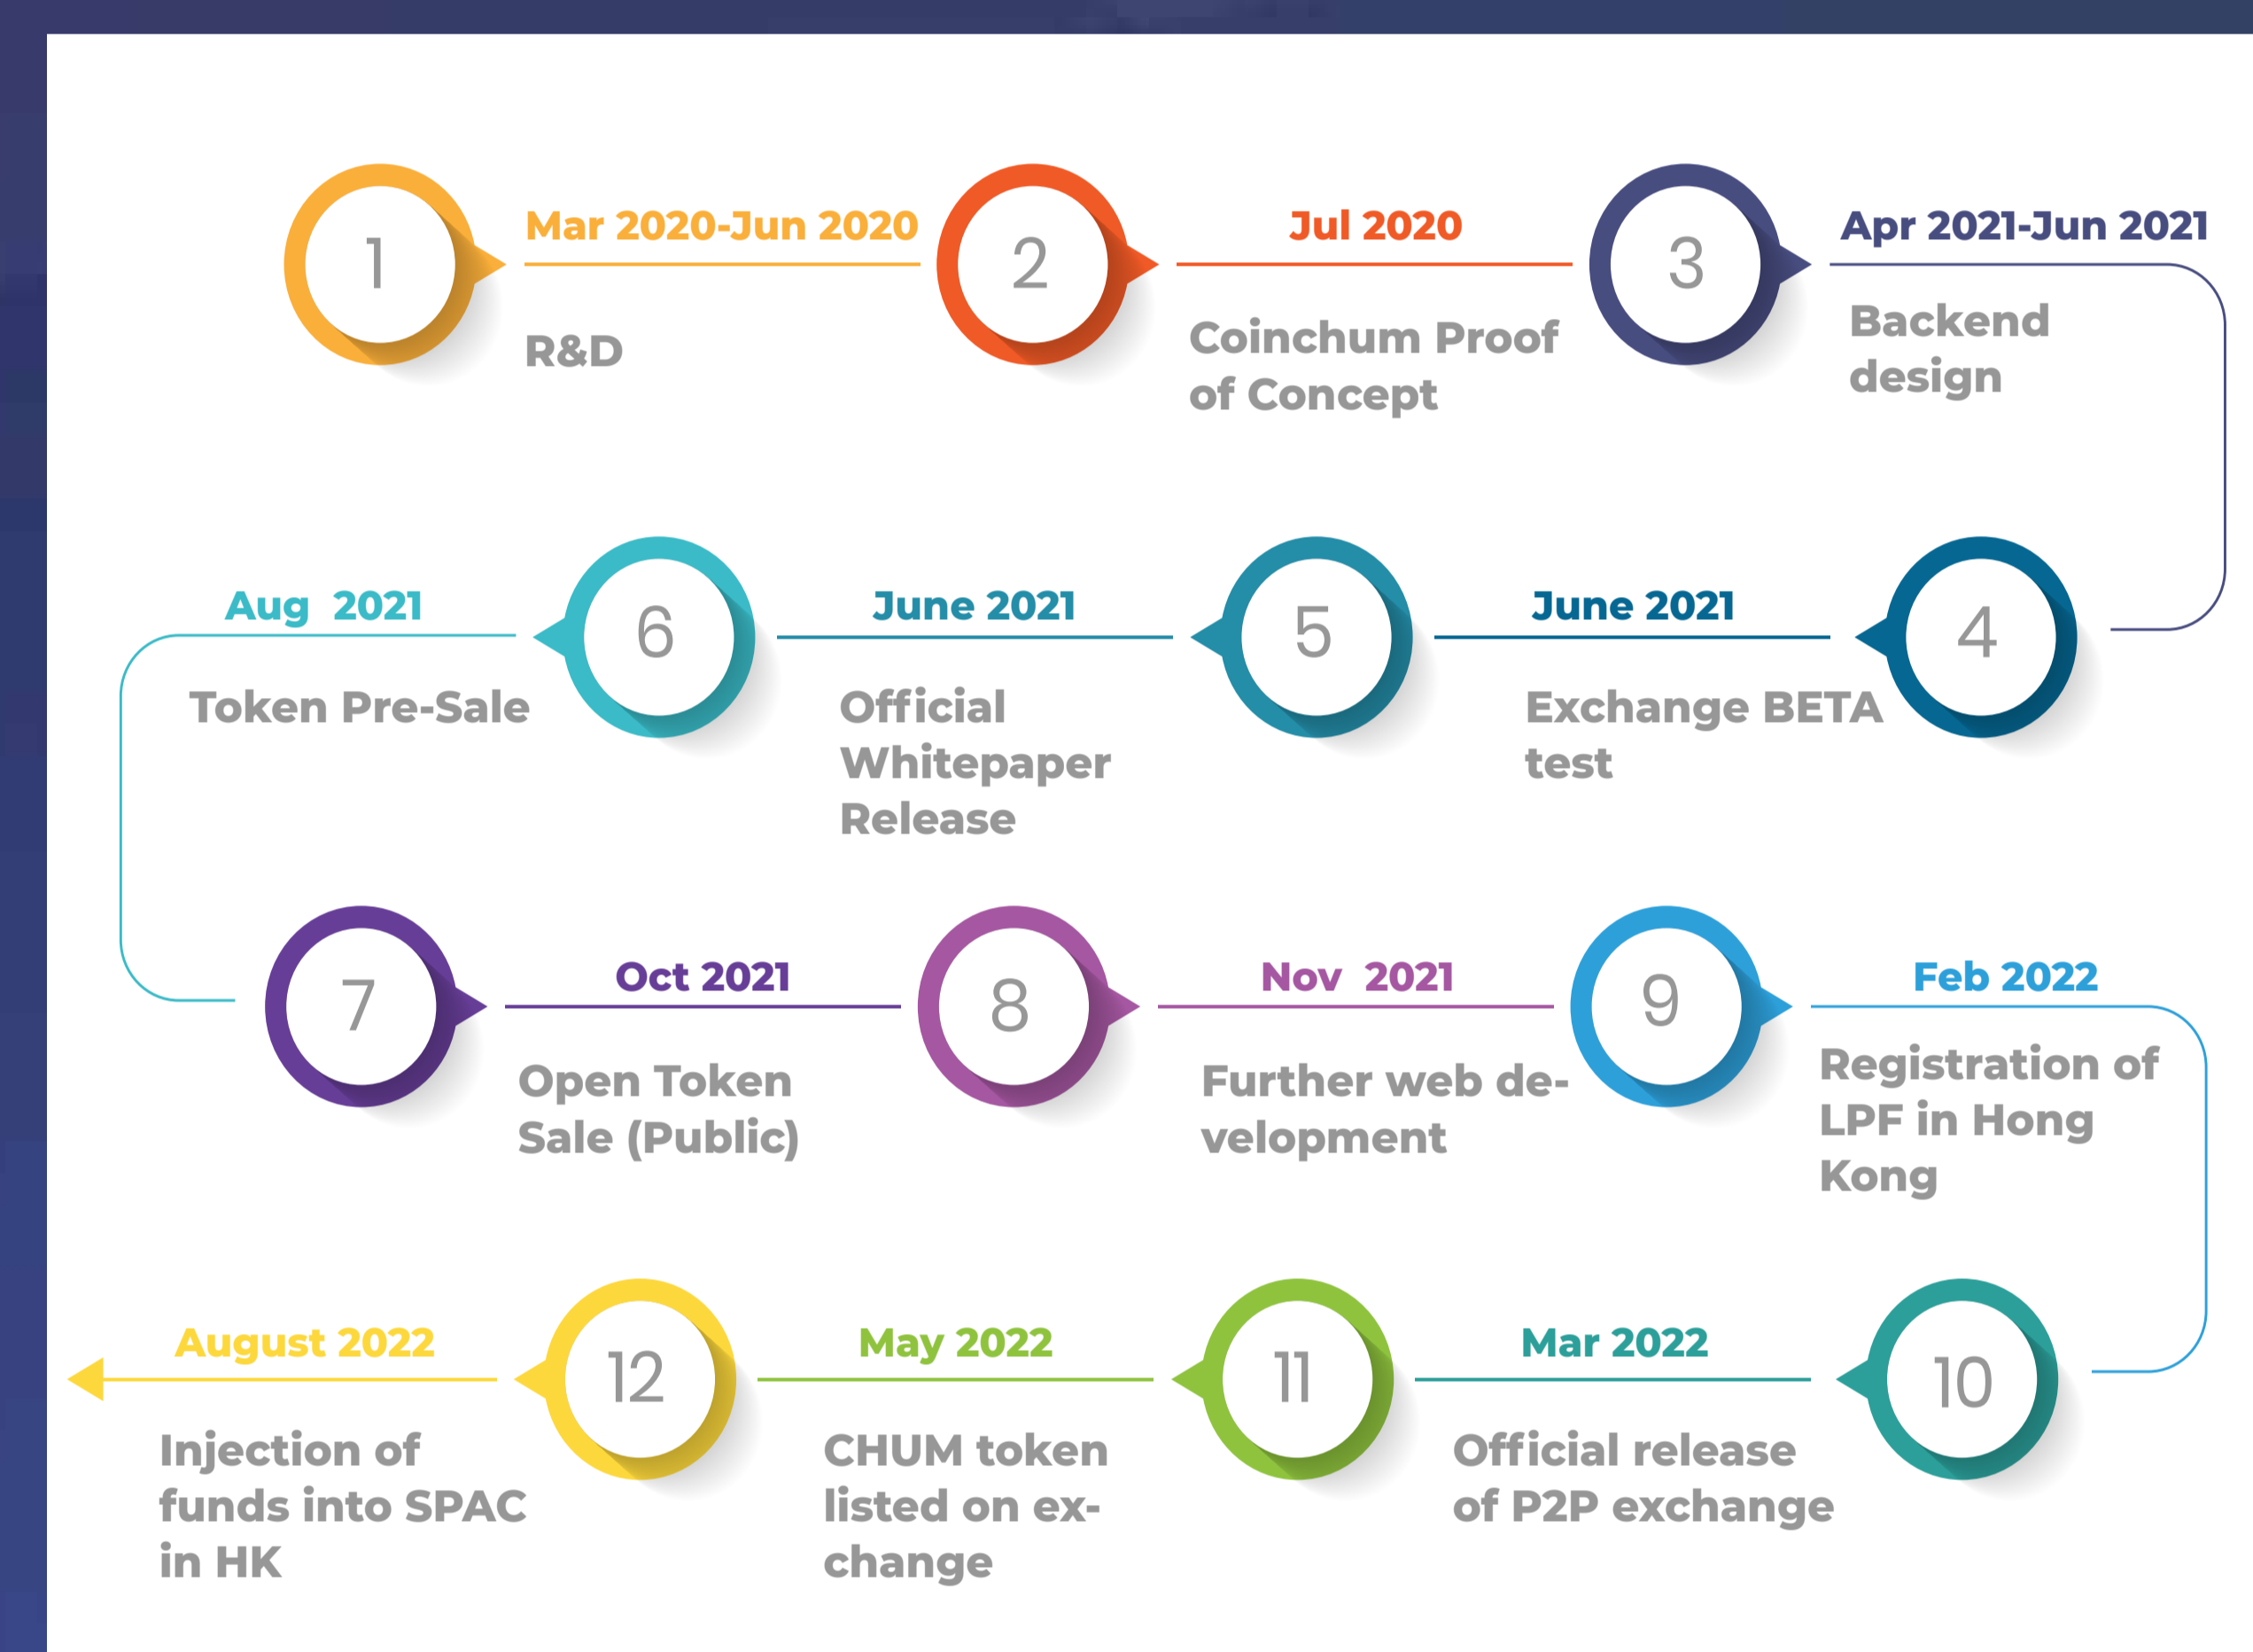 1
Mar 2020-Jun 2020
R&D
2
Jul 2020
Coinchum Proof
of Concept
3
Apr 2021-Jun 2021
Backend
design
4
June 2021
Exchange BETA
test
5
June 2021
Official
Whitepaper
Release
6
Aug 2021
Token Pre-Sale
7
Oct 2021
Open Token
Sale (Public)
8
Nov 2021
Further web de-
velopment
9
Feb 2022
Registration of
LPF in Hong
Kong
10
Mar 2022
Official release
of P2P exchange
11
May 2022
CHUM token
listed on ex-
change
12
August 2022
Injection of
funds into SPAC
in HK